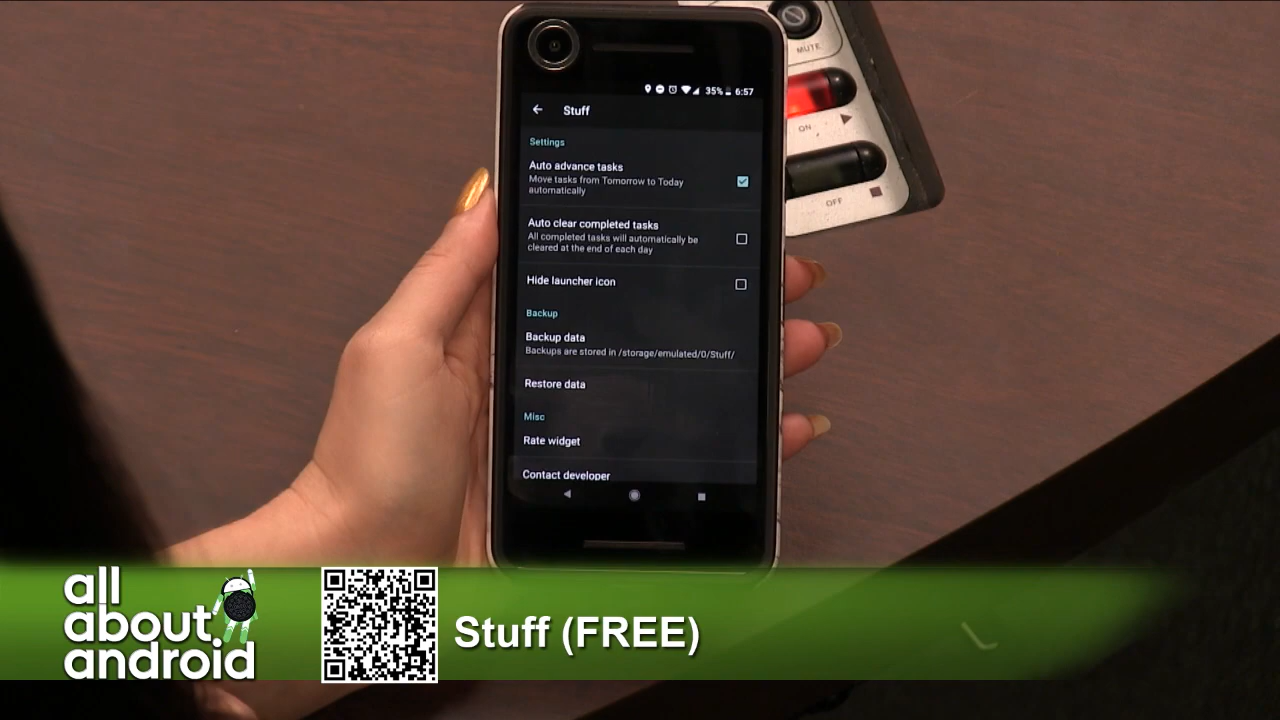 MUTE
ON
OFF
35% 6:57
Stuff
Settings
Auto advance tasks
Move tasks from Tomorrow to Today
automatically
Auto clear completed tasks
All completed tasks will automatically be
cleared at the end of each day
Hide launcher icon
Backup
Backup data
Backups are stored in /storage/emulated/0/Stuff/
Restore data
Misc
Rate widget
Contact developer
all
about
android
Stuff (FREE)